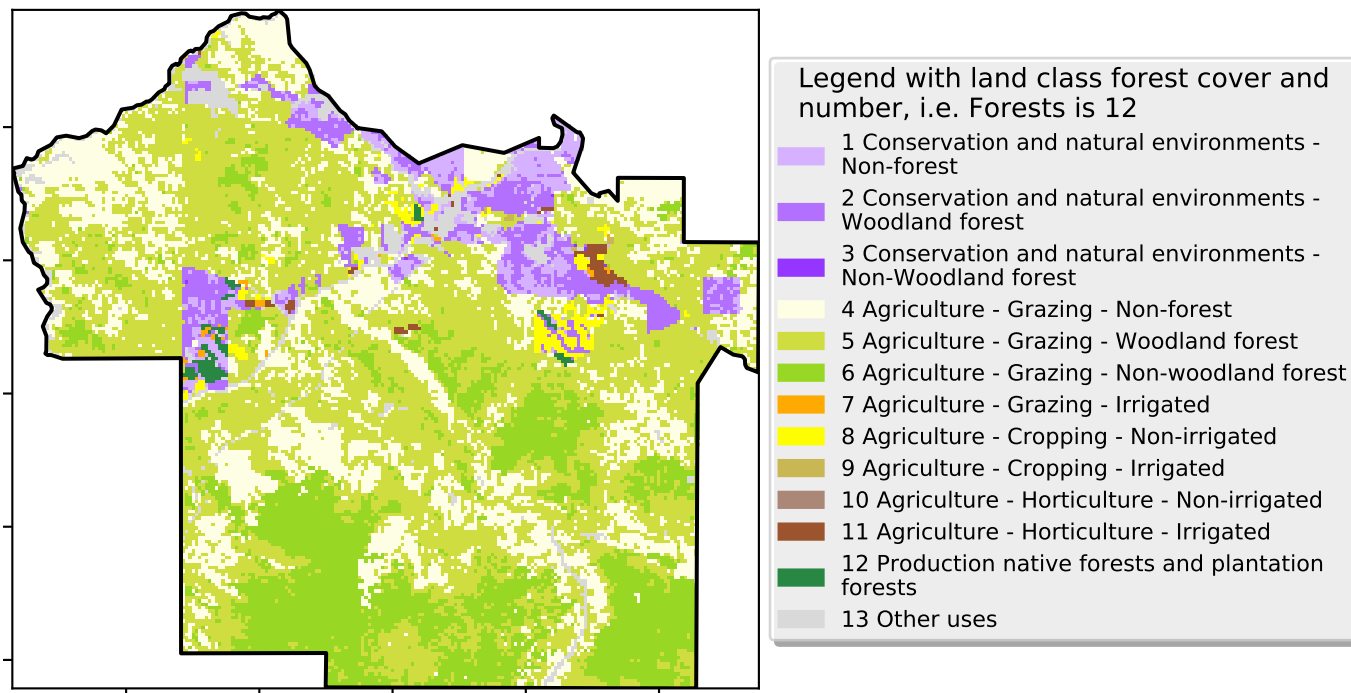 Legend with land class forest cover and
number, i.e. Forests is 12
1 Conservation and natural environments -
Non-forest
2 Conservation and natural environments -
Woodland forest
3 Conservation and natural environments -
Non-Woodland forest
4 Agriculture - Grazing - Non-forest
5 Agriculture - Grazing - Woodland forest
6 Agriculture - Grazing - Non-woodland forest
7 Agriculture - Grazing - Irrigated
8 Agriculture - Cropping - Non-irrigated
9 Agriculture - Cropping - Irrigated
10 Agriculture - Horticulture - Non-irrigated
11 Agriculture - Horticulture - Irrigated
12 Production native forests and plantation
forests
13 Other uses